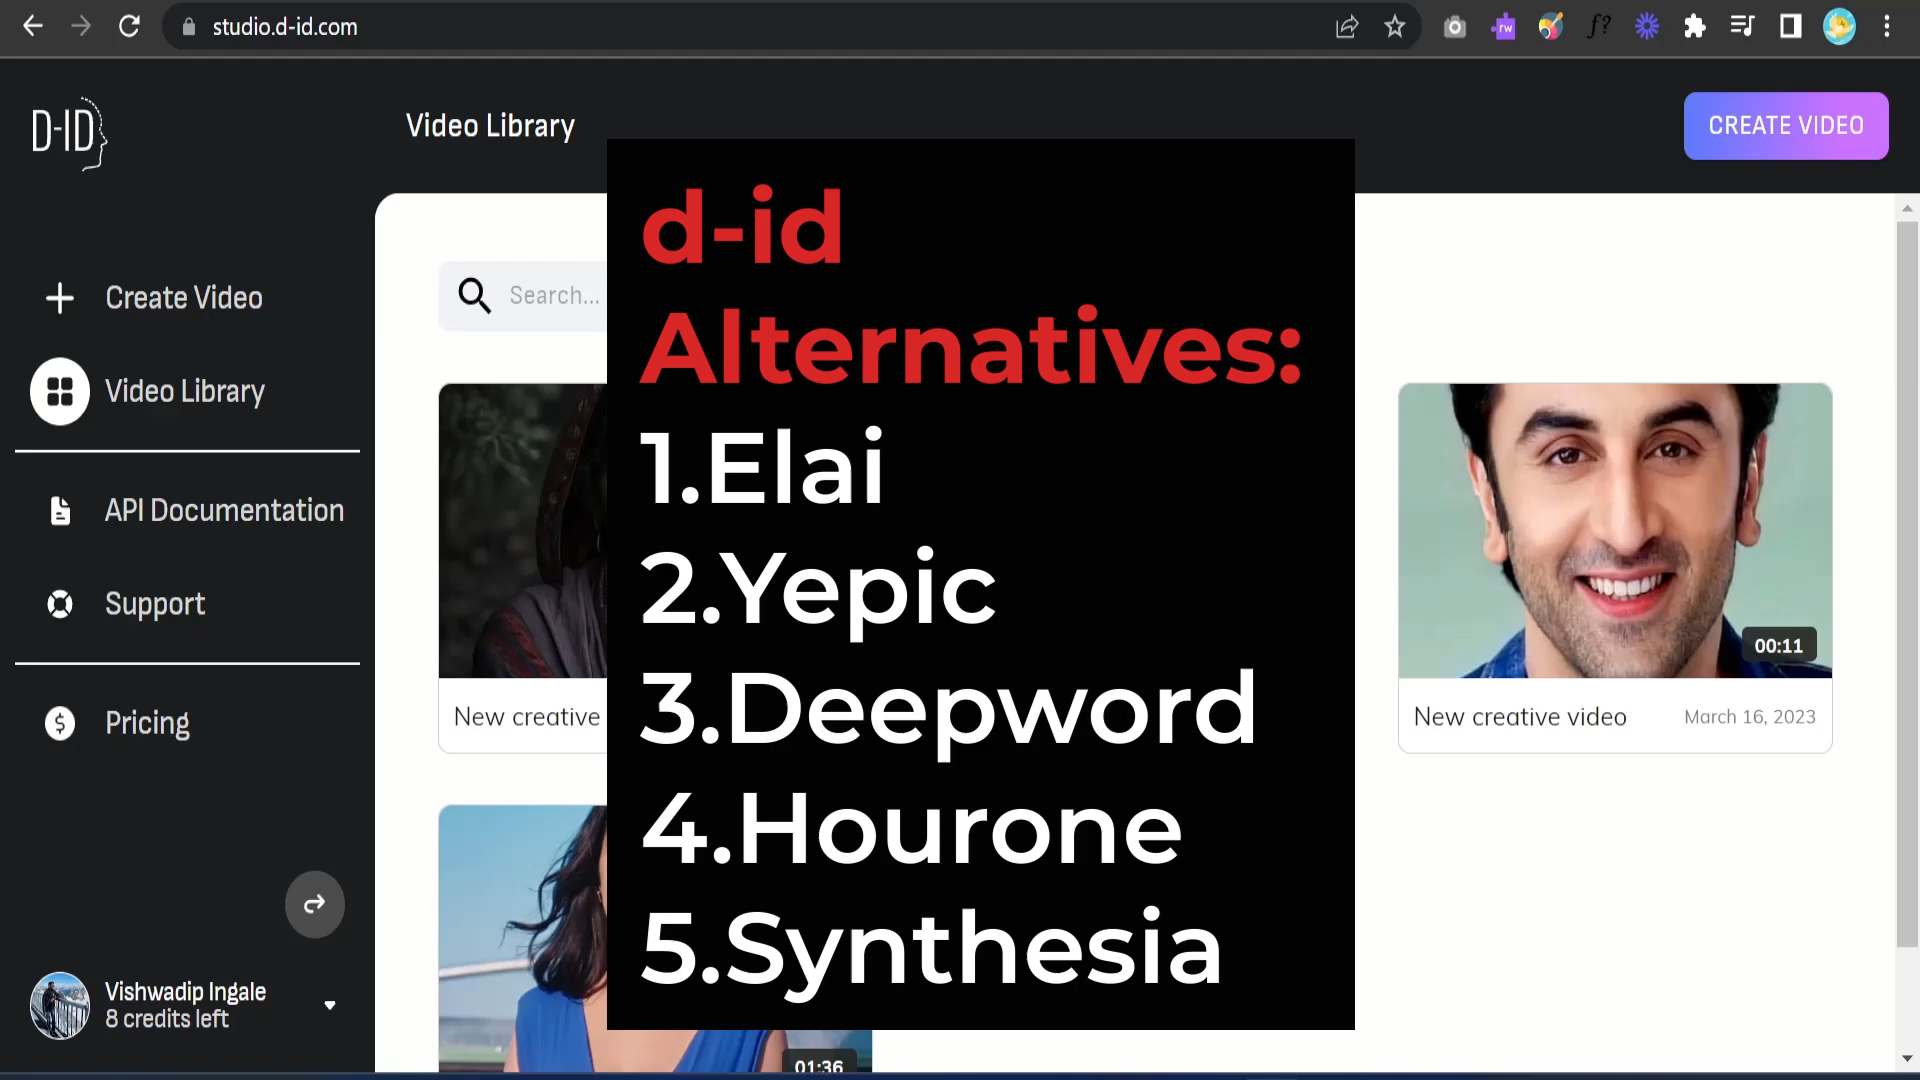 studio.d-id.com
rw
f?
D-ID
Video Library
CREATE VIDEO
Create Video
Video Library
API Documentation
Support
Pricing
Vishwadip Ingale
8 credits left
Search...
d-id
Alternatives:
1.Elai
2.Yepic
3.Deepword
4.Hourone
5.Synthesia
New creative
00:11
New creative video March 16, 2023
01:36